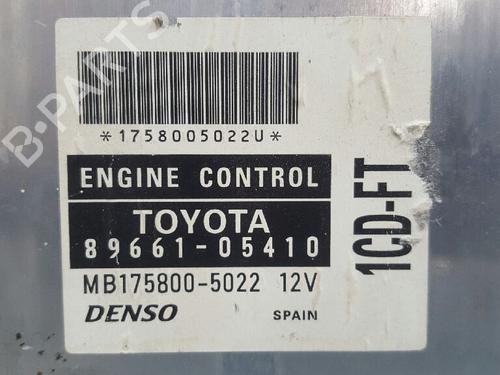 *1758005022U*
ENGINE CONTROL
TOYOTA
89661-05410
MB175800-5022 12V
DENSO SPAIN
1CD-FT
B-PARTS